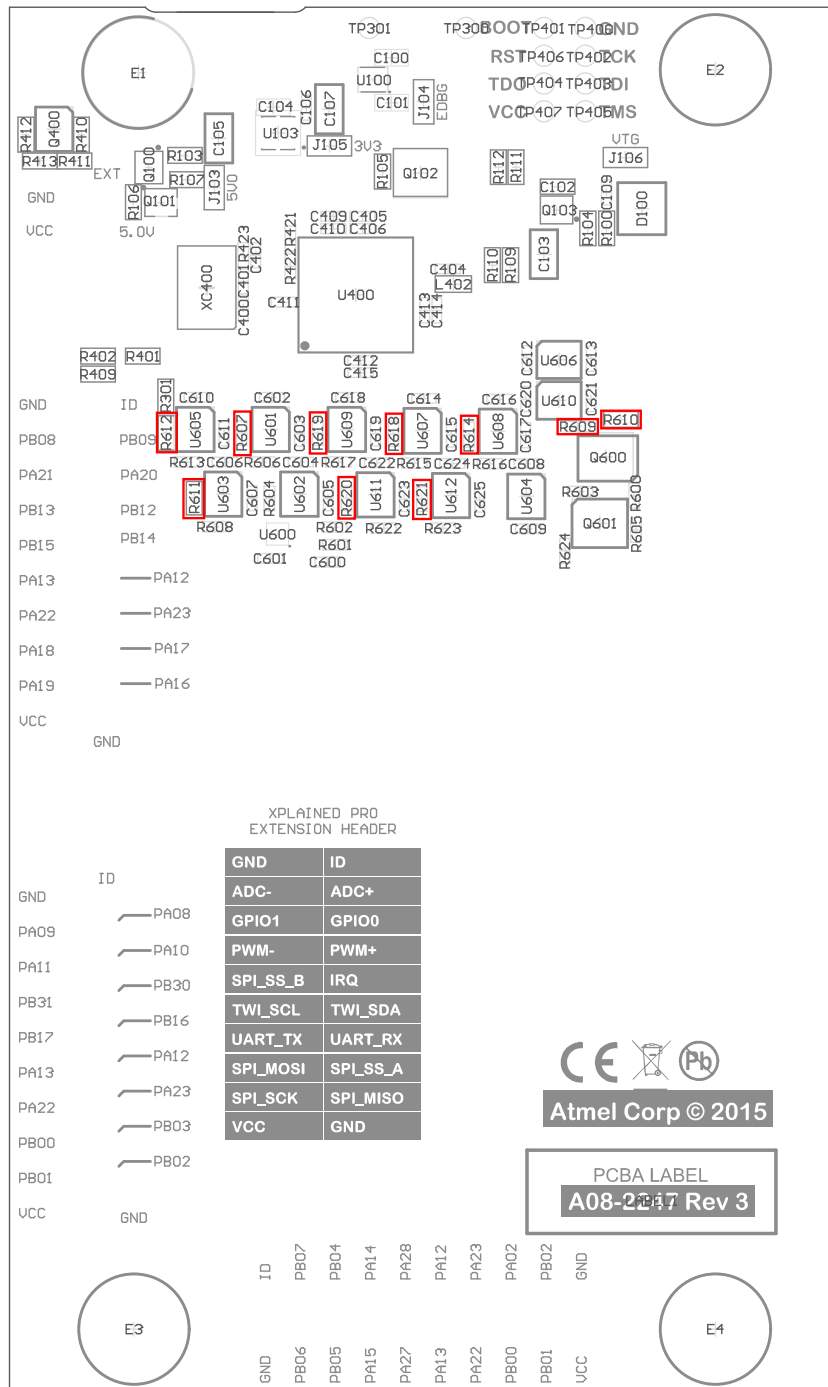 TP301 TP300 BOOT TP401 TP400 GND
E1 C100 RST TP406 TP402 TCK E2
U100 TDO TP404 TP403 TDI
C104 C106 C107 C101 J104 EDBG VCC TP407 TP405 TMS
R412 Q400 R410 C105 U103 J105 3V3 VTG
R413 R411 EXT Q100 R103 R105 Q102 R112 R111 J106
GND R107 J103 5V0 C102 C109 D100
R106 Q101 Q103 R104 R100
VCC 5.0V R423 C402 R421 C409 C405
C410 C406
R422 C103
XC400 C401 C400 C411 U400 C404 R110 R109
L402
C413 C414
C412
C415
R402 R401
R409
C612 U606 C613
R301 C610 C602 C618 C614 C616 C620 U610 C621
GND ID
R612 U605 C611 R607 U601 C603 R619 U609 C619 R618 U607 C615 R614 U608 C617 R609 R610
PB08 PB09
R613 C606 R606 C604 R617 C622 R615 C624 R616 C608 Q600
PA21 PA20
R611 U603 C607 R604 U602 C605 R620 U611 C623 R621 U612 C625 U604 R603 R600
PB13 PB12
R608 R602 R622 R623 C609 Q601 R605
U600
PB15 PB14
R601 R624
C601 C600
PA13 PA12
PA22 PA23
PA18 PA17
PA19 PA16
VCC
GND
XPLAINED PRO
EXTENSION HEADER
GND ID
ADC- ADC+
GPIO1 GPIO0
PWM- PWM+
SPI_SS_B IRQ
TWI_SCL TWI_SDA
UART_TX UART_RX
SPI_MOSI SPI_SS_A
SPI_SCK SPI_MISO
VCC GND
ID
GND
PA08
PA09
PA10
PA11
PB30
PB31
PB16
PB17
PA12
PA13
PA23
PA22
PB03
PB00
PB02
PB01
VCC
GND
CE Pb
Atmel Corp © 2015
PCBA LABEL
A08-2247 Rev 3
LABEL1
ID PB07 PB04 PA14 PA28 PA12 PA23 PA02 PB02 GND
E3 E4
GND PB06 PB05 PA15 PA27 PA13 PA22 PB00 PB01 VCC